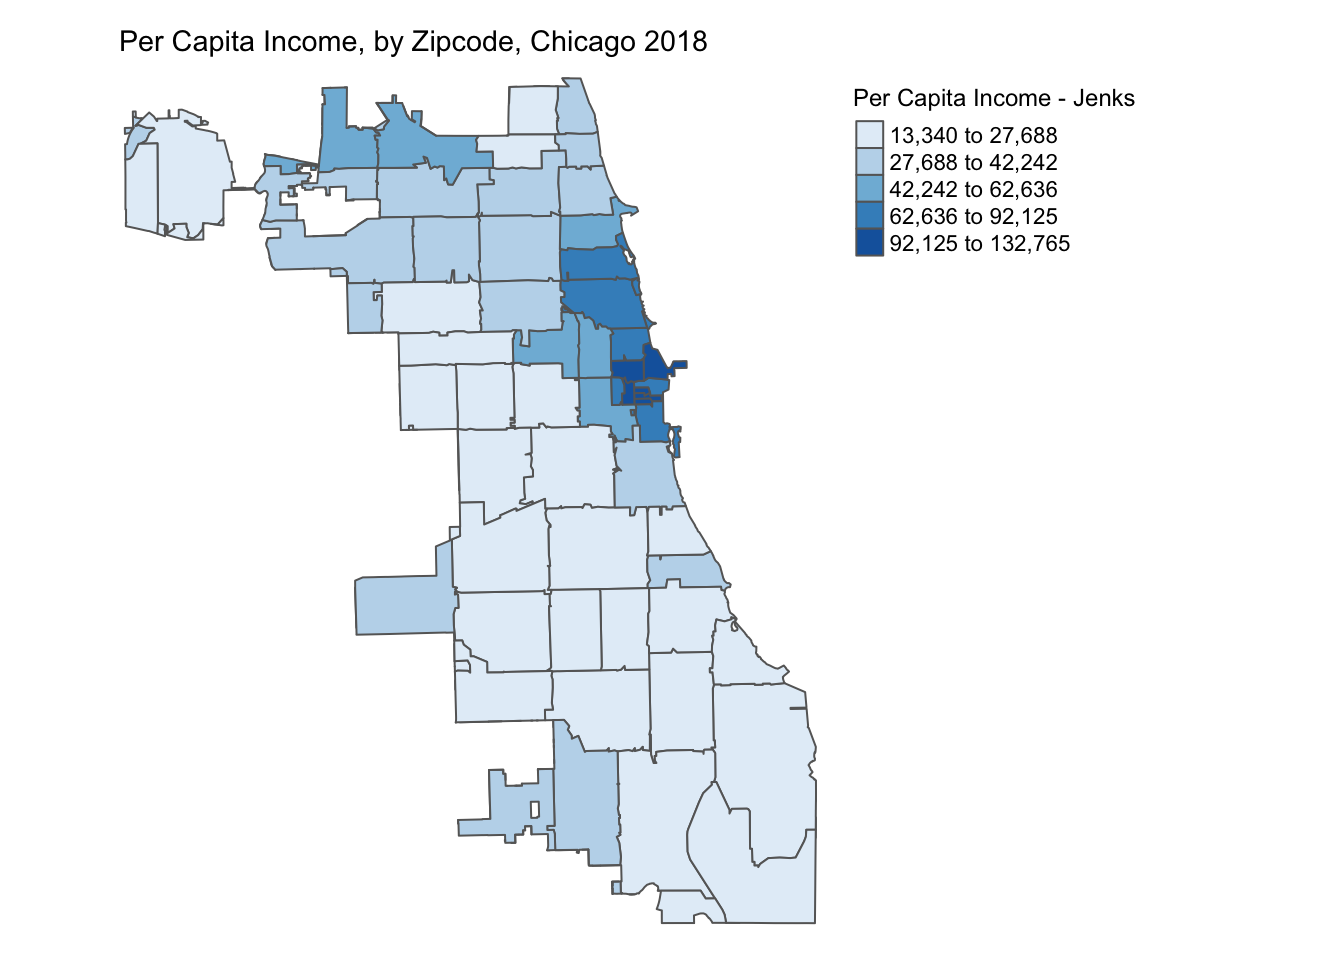 Per Capita Income, by Zipcode, Chicago 2018
Per Capita Income - Jenks
13,340 to 27,688
27,688 to 42,242
42,242 to 62,636
62,636 to 92,125
92,125 to 132,765